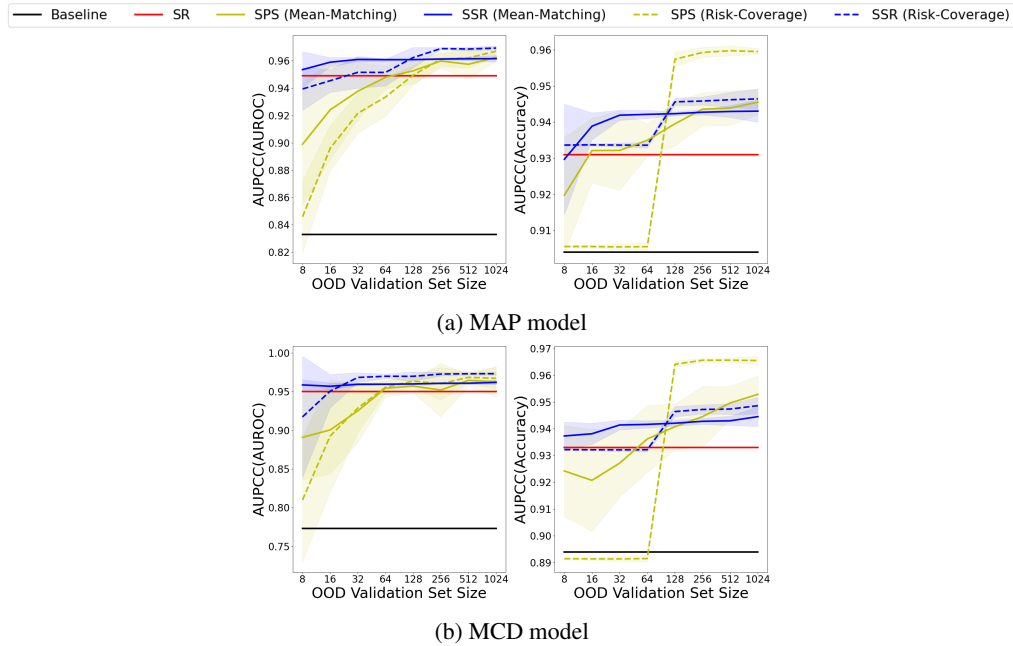 Baseline SR SPS (Mean-Matching) SSR (Mean-Matching) SPS (Risk-Coverage) SSR (Risk-Coverage)
AUPCC(AUROC)
0.96
0.94
0.92
0.90
0.88
0.86
0.84
0.82
8 16 32 64 128 256 512 1024
OOD Validation Set Size
AUPCC(Accuracy)
0.96
0.95
0.94
0.93
0.92
0.91
8 16 32 64 128 256 512 1024
OOD Validation Set Size
(a) MAP model
AUPCC(AUROC)
1.00
0.95
0.90
0.85
0.80
0.75
8 16 32 64 128 256 512 1024
OOD Validation Set Size
AUPCC(Accuracy)
0.97
0.96
0.95
0.94
0.93
0.92
0.91
0.90
0.89
8 16 32 64 128 256 512 1024
OOD Validation Set Size
(b) MCD model